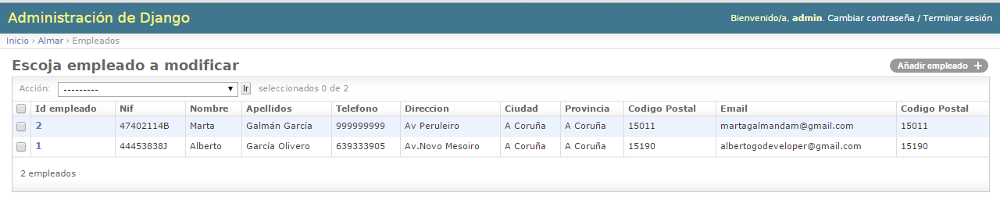 Administración de Django
Bienvenido/a, admin. Cambiar contraseña / Terminar sesión
Inicio › Almar › Empleados
Escoja empleado a modificar
Añadir empleado
Acción: --------- Ir seleccionados 0 de 2
Id empleado Nif Nombre Apellidos Telefono Direccion Ciudad Provincia Codigo Postal Email Codigo Postal
2 47402114B Marta Galmán García 999999999 Av Peruleiro A Coruña A Coruña 15011 martagalmandam@gmail.com 15011
1 44453838J Alberto García Olivero 639333905 Av.Novo Mesoiro A Coruña A Coruña 15190 albertogodeveloper@gmail.com 15190
2 empleados